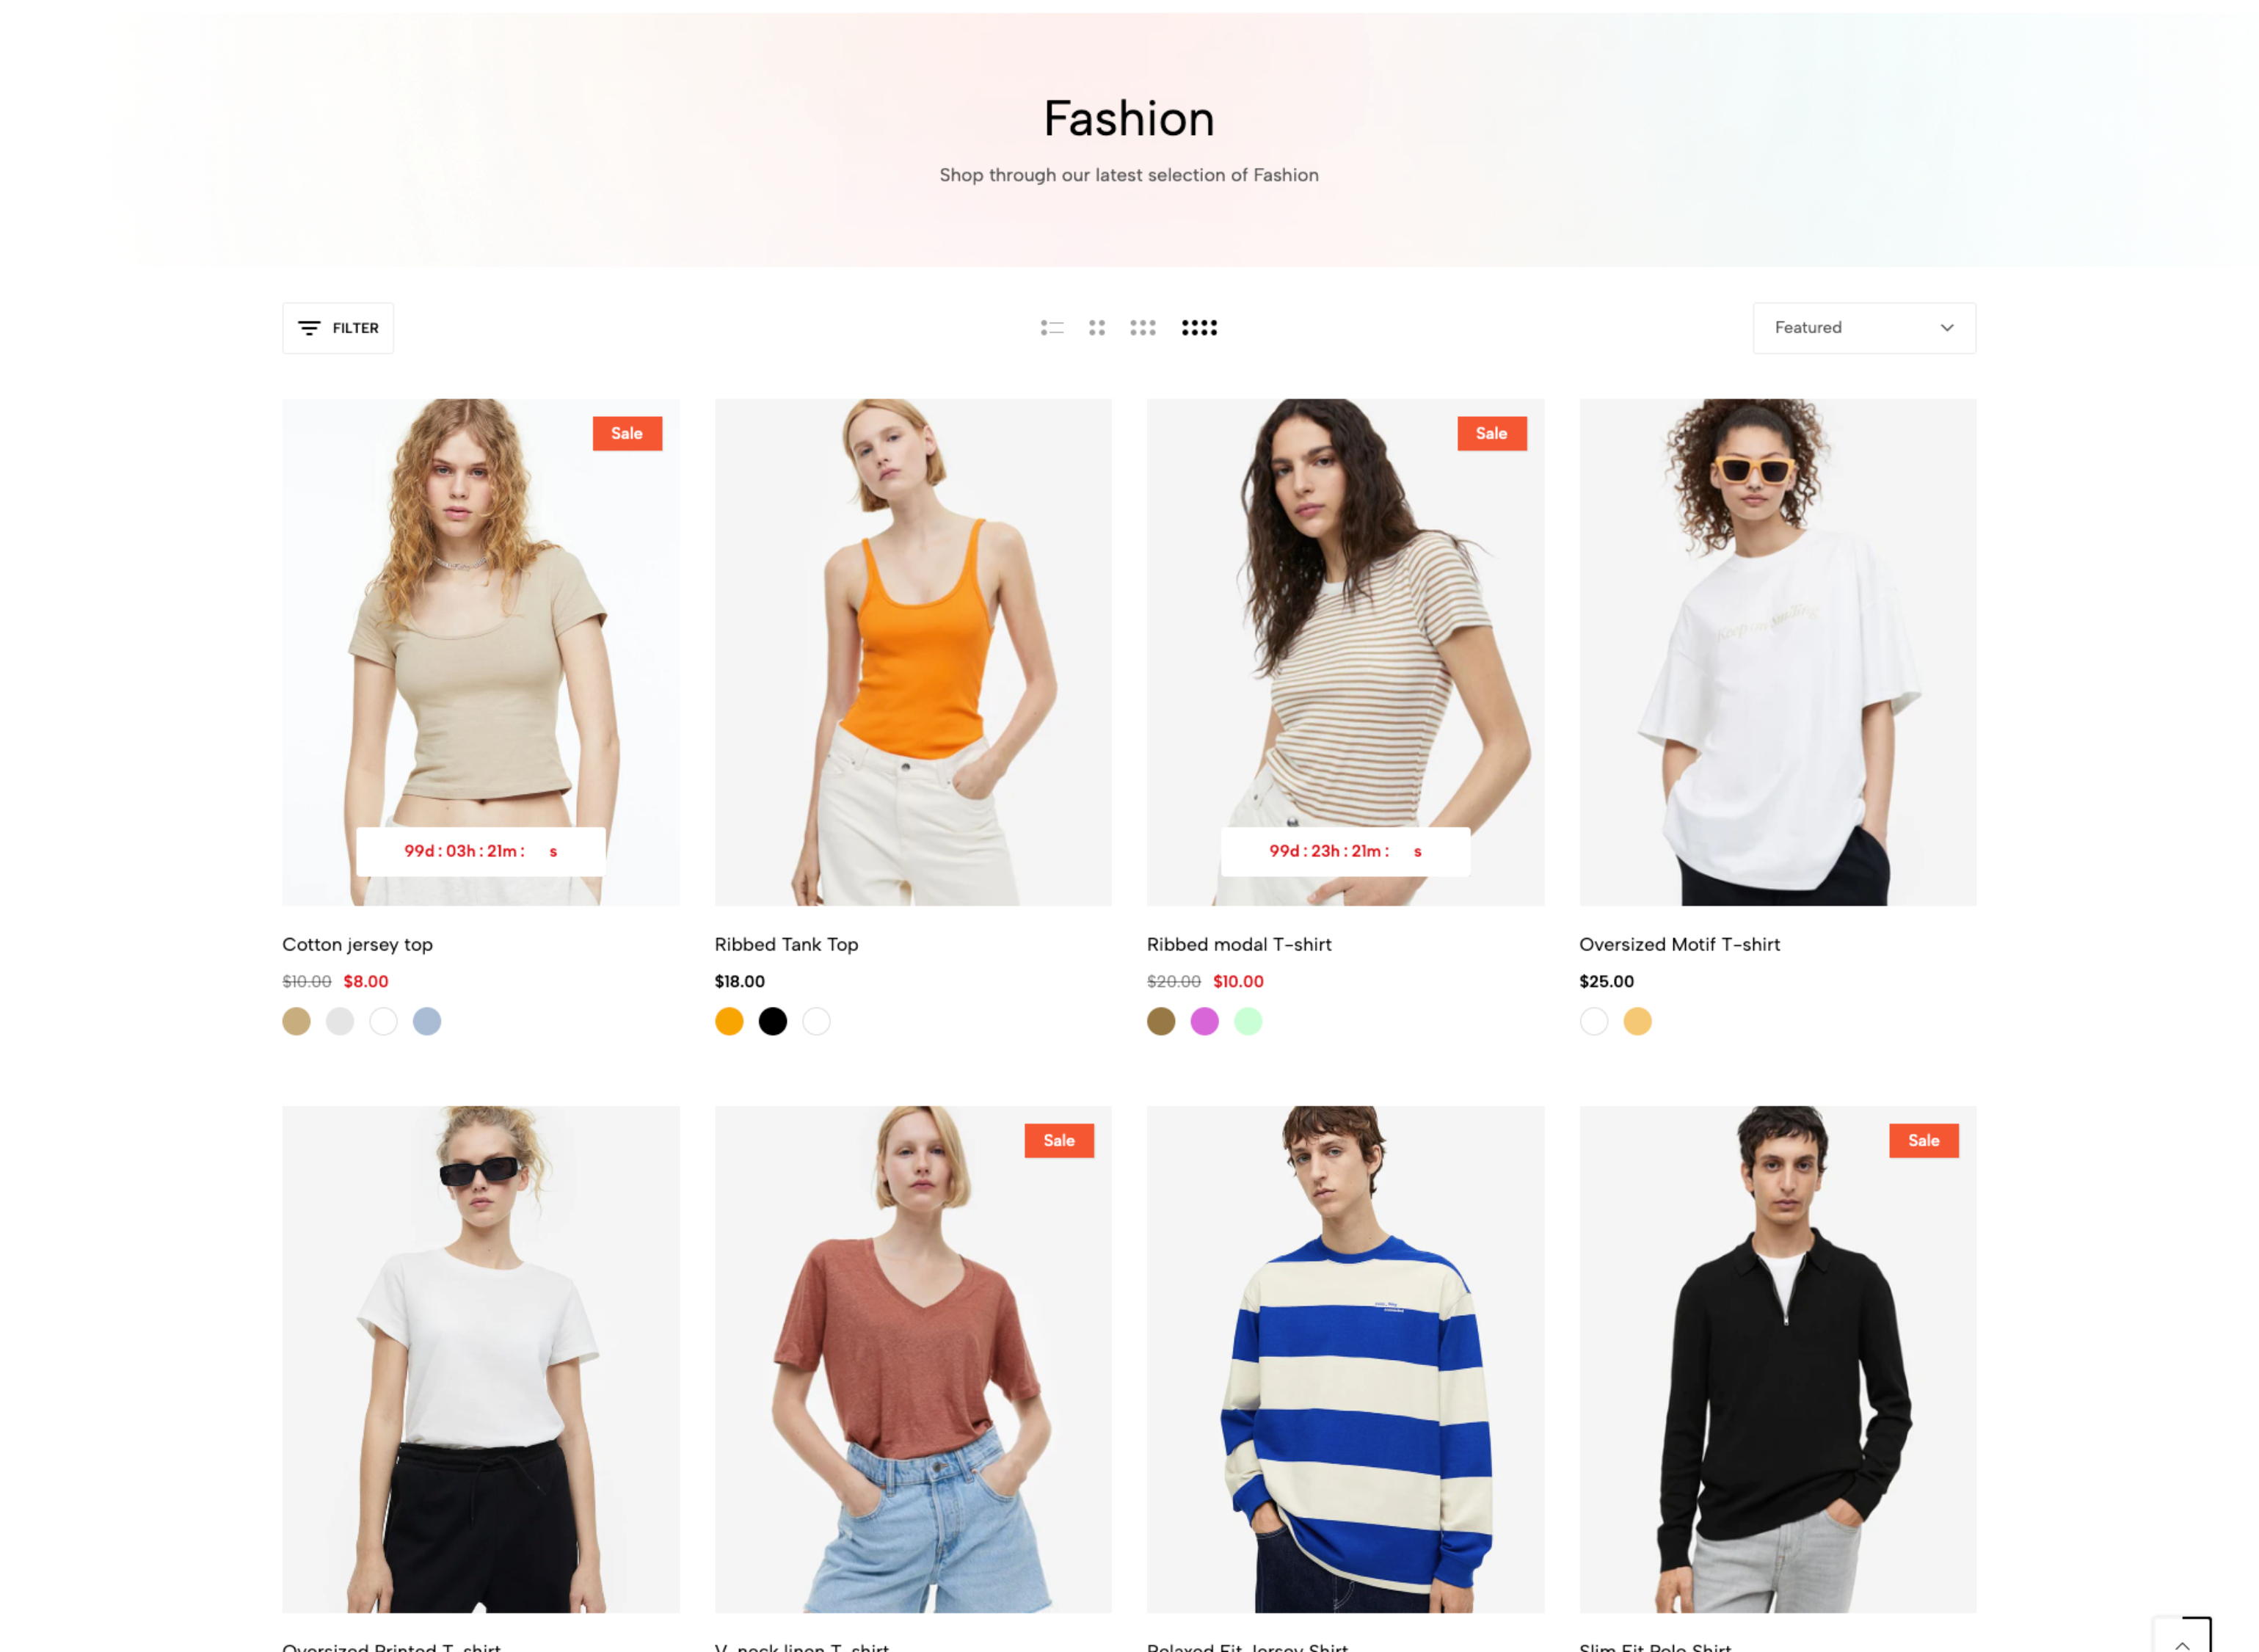 Fashion
Shop through our latest selection of Fashion
FILTER
Featured
Sale
Sale
Keep on smiling
99d : 03h : 21m : s
99d : 23h : 21m : s
Cotton jersey top
Ribbed Tank Top
Ribbed modal T-shirt
Oversized Motif T-shirt
$10.00 $8.00
$18.00
$20.00 $10.00
$25.00
Sale
Sale
Oversized Printed T-shirt
V-neck linen T-shirt
Relaxed Fit Jersey Shirt
Slim Fit Polo Shirt